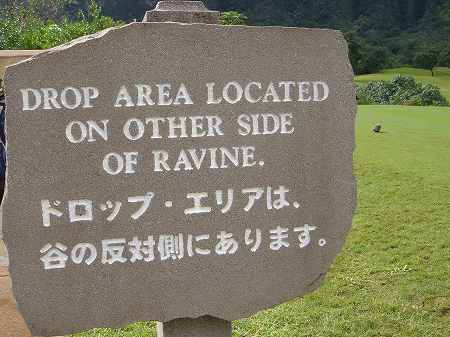 DROP AREA LOCATED
ON OTHER SIDE
OF RAVINE.
ドロップ・エリアは、
谷の反対側にあります。